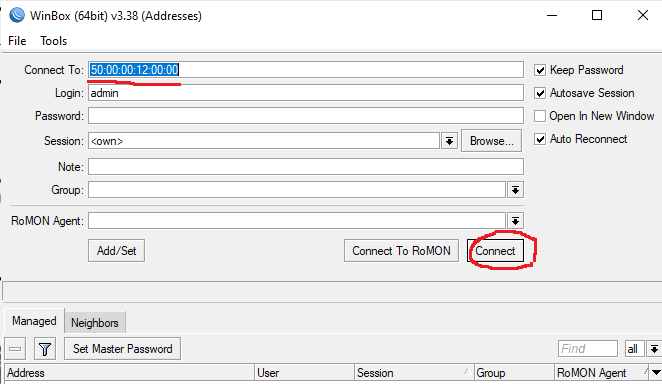 WinBox (64bit) v3.38 (Addresses)
File Tools
Connect To: 50:00:00:12:00:00 Keep Password
Login: admin Autosave Session
Password: Open In New Window
Session: <own> Browse... Auto Reconnect
Note:
Group:
RoMON Agent:
Add/Set Connect To RoMON Connect
Managed Neighbors
Set Master Password Find all
Address User Session Group RoMON Agent